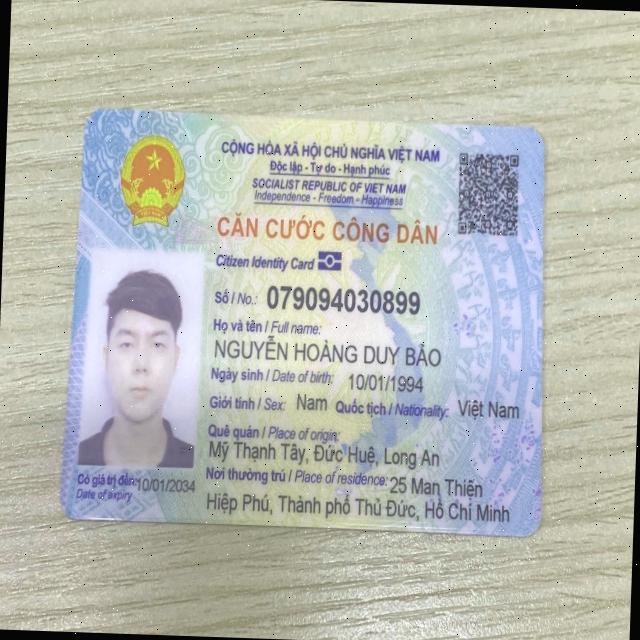 CỘNG HÒA XÃ HỘI CHỦ NGHĨA VIỆT NAM
Độc lập - Tự do - Hạnh phúc
SOCIALIST REPUBLIC OF VIET NAM
Independence - Freedom - Happiness
CĂN CƯỚC CÔNG DÂN
Citizen Identity Card
Số / No.: 079094030899
Họ và tên / Full name:
NGUYỄN HOÀNG DUY BẢO
Ngày sinh / Date of birth: 10/01/1994
Giới tính / Sex: Nam Quốc tịch / Nationality: Việt Nam
Quê quán / Place of origin:
Mỹ Thạnh Tây, Đức Huệ, Long An
Nơi thường trú / Place of residence: 25 Man Thiện
Hiệp Phú, Thành phố Thủ Đức, Hồ Chí Minh
Có giá trị đến: 10/01/2034
Date of expiry